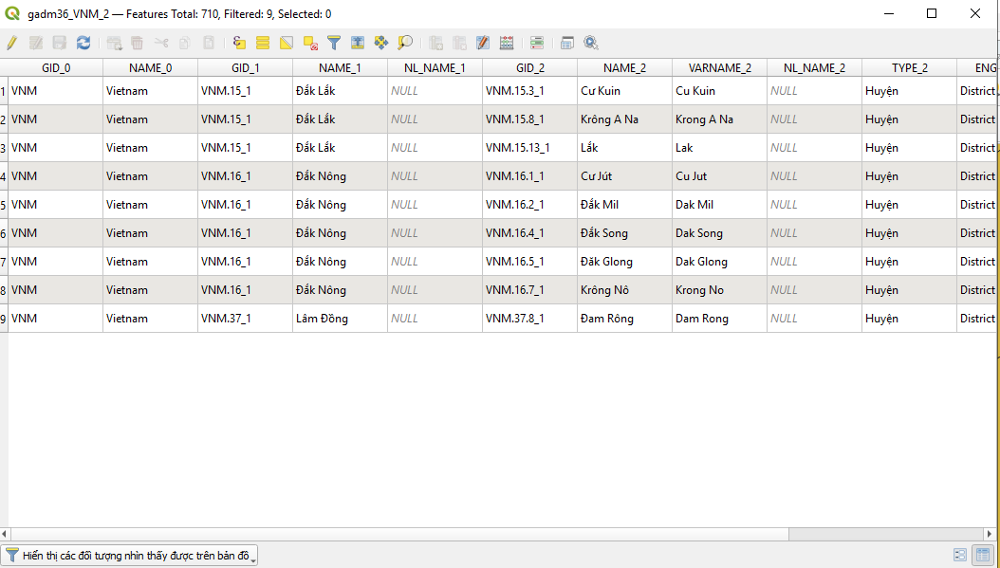 gadm36_VNM_2 — Features Total: 710, Filtered: 9, Selected: 0
GID_0 NAME_0 GID_1 NAME_1 NL_NAME_1 GID_2 NAME_2 VARNAME_2 NL_NAME_2 TYPE_2 ENG
1 VNM Vietnam VNM.15_1 Đắk Lắk NULL VNM.15.3_1 Cư Kuin Cu Kuin NULL Huyện District
2 VNM Vietnam VNM.15_1 Đắk Lắk NULL VNM.15.8_1 Krông A Na Krong A Na NULL Huyện District
3 VNM Vietnam VNM.15_1 Đắk Lắk NULL VNM.15.13_1 Lắk Lak NULL Huyện District
4 VNM Vietnam VNM.16_1 Đắk Nông NULL VNM.16.1_1 Cư Jút Cu Jut NULL Huyện District
5 VNM Vietnam VNM.16_1 Đắk Nông NULL VNM.16.2_1 Đắk Mil Dak Mil NULL Huyện District
6 VNM Vietnam VNM.16_1 Đắk Nông NULL VNM.16.4_1 Đắk Song Dak Song NULL Huyện District
7 VNM Vietnam VNM.16_1 Đắk Nông NULL VNM.16.5_1 Đăk Glong Dak Glong NULL Huyện District
8 VNM Vietnam VNM.16_1 Đắk Nông NULL VNM.16.7_1 Krông Nô Krong No NULL Huyện District
9 VNM Vietnam VNM.37_1 Lâm Đồng NULL VNM.37.8_1 Đam Rông Dam Rong NULL Huyện District
Hiển thị các đối tượng nhìn thấy được trên bản đồ